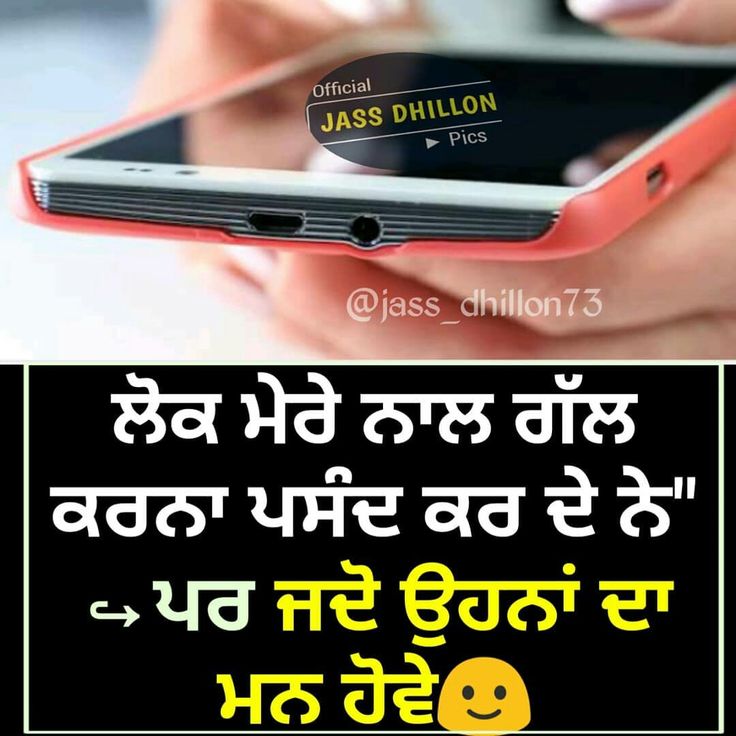 Official
JASS DHILLON
▶ Pics
@jass_dhillon73
ਲੋਕ ਮੇਰੇ ਨਾਲ ਗੱਲ
ਕਰਨਾ ਪਸੰਦ ਕਰ ਦੇ ਨੇ"
↪ ਪਰ ਜਦੋ ਉਹਨਾਂ ਦਾ
ਮਨ ਹੋਵੇ🙂